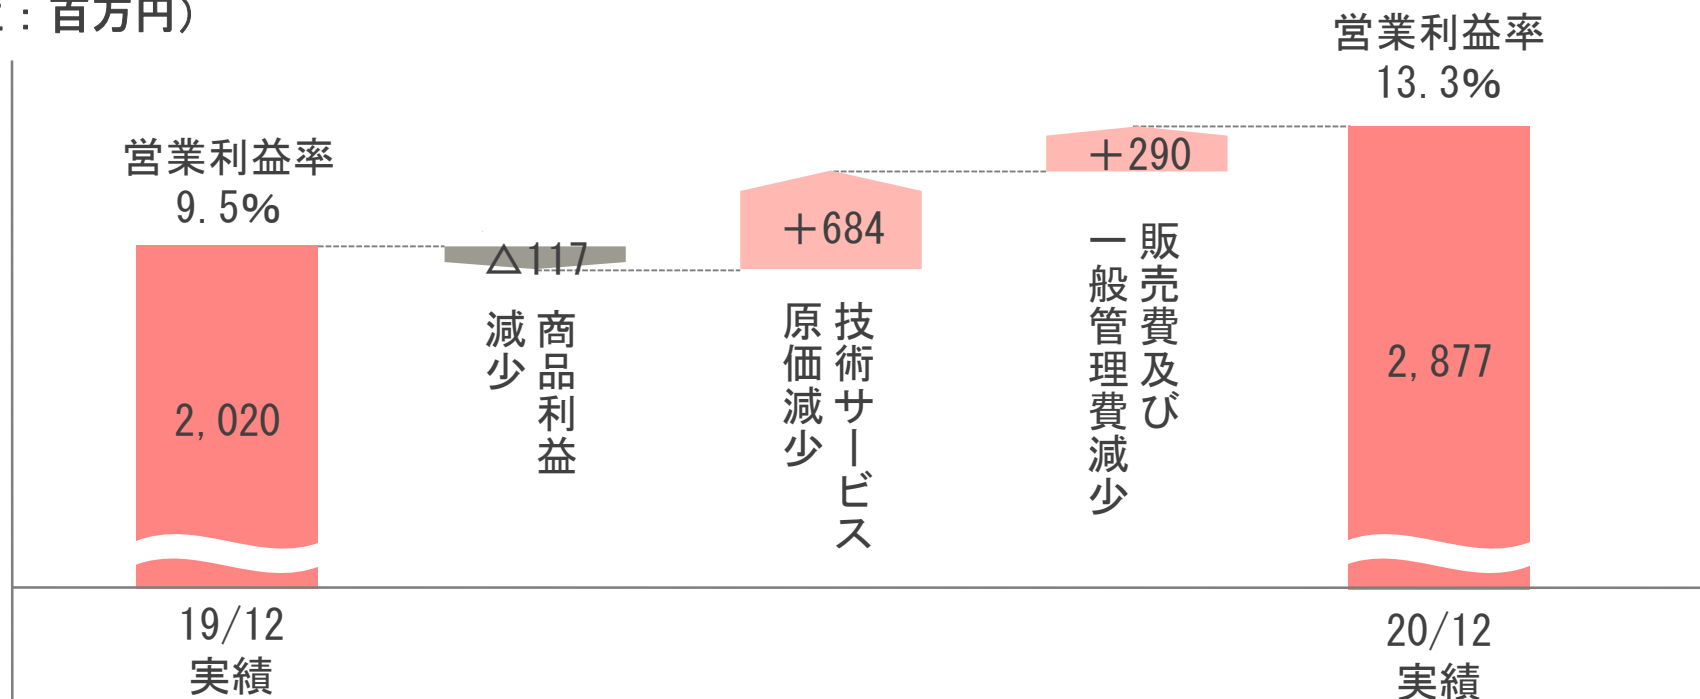 ：百万円）
営業利益率
9.5%
2,020
19/12
実績
△117
商品利益
減少
＋684
技術サービス
原価減少
＋290
販売費及び
一般管理費減少
営業利益率
13.3%
2,877
20/12
実績